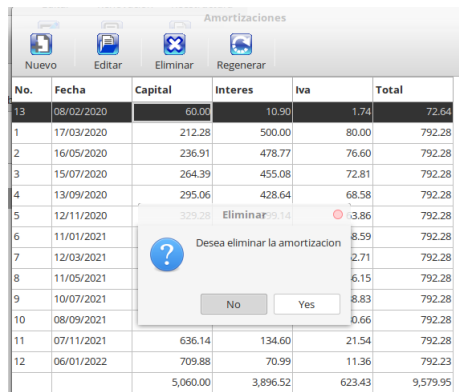 Amortizaciones
Nuevo Editar Eliminar Regenerar
No. Fecha Capital Interes Iva Total
13 08/02/2020 60.00 10.90 1.74 72.64
1 17/03/2020 212.28 500.00 80.00 792.28
2 16/05/2020 236.91 478.77 76.60 792.28
3 15/07/2020 264.39 455.08 72.81 792.28
4 13/09/2020 295.06 428.64 68.58 792.28
5 12/11/2020 329.28 63.86 792.28
6 11/01/2021 792.28
7 12/03/2021 792.28
8 11/05/2021 792.28
9 10/07/2021 792.28
10 08/09/2021 792.28
11 07/11/2021 636.14 134.60 21.54 792.28
12 06/01/2022 709.88 70.99 11.36 792.23
5,060.00 3,896.52 623.43 9,579.95
Eliminar
Desea eliminar la amortizacion
No Yes